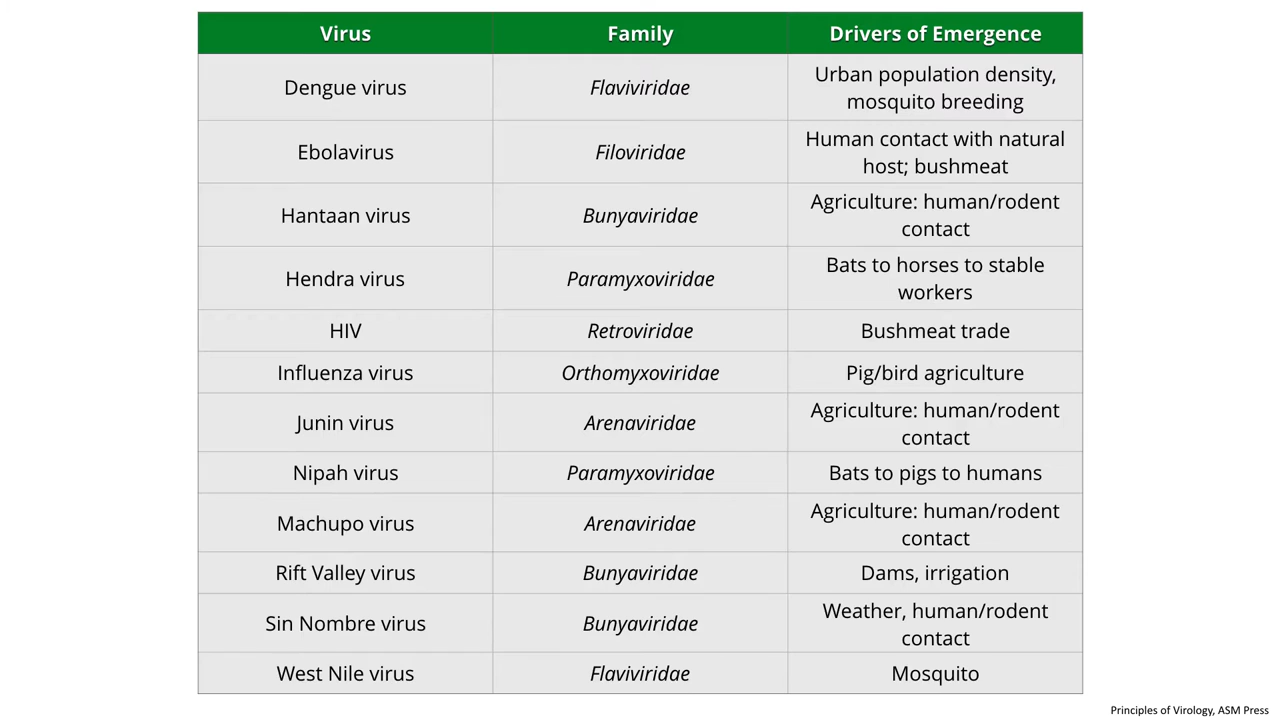 Virus Family Drivers of Emergence
Dengue virus Flaviviridae Urban population density,
mosquito breeding
Ebolavirus Filoviridae Human contact with natural
host; bushmeat
Hantaan virus Bunyaviridae Agriculture: human/rodent
contact
Hendra virus Paramyxoviridae Bats to horses to stable
workers
HIV Retroviridae Bushmeat trade
Influenza virus Orthomyxoviridae Pig/bird agriculture
Junin virus Arenaviridae Agriculture: human/rodent
contact
Nipah virus Paramyxoviridae Bats to pigs to humans
Machupo virus Arenaviridae Agriculture: human/rodent
contact
Rift Valley virus Bunyaviridae Dams, irrigation
Sin Nombre virus Bunyaviridae Weather, human/rodent
contact
West Nile virus Flaviviridae Mosquito
Principles of Virology, ASM Press